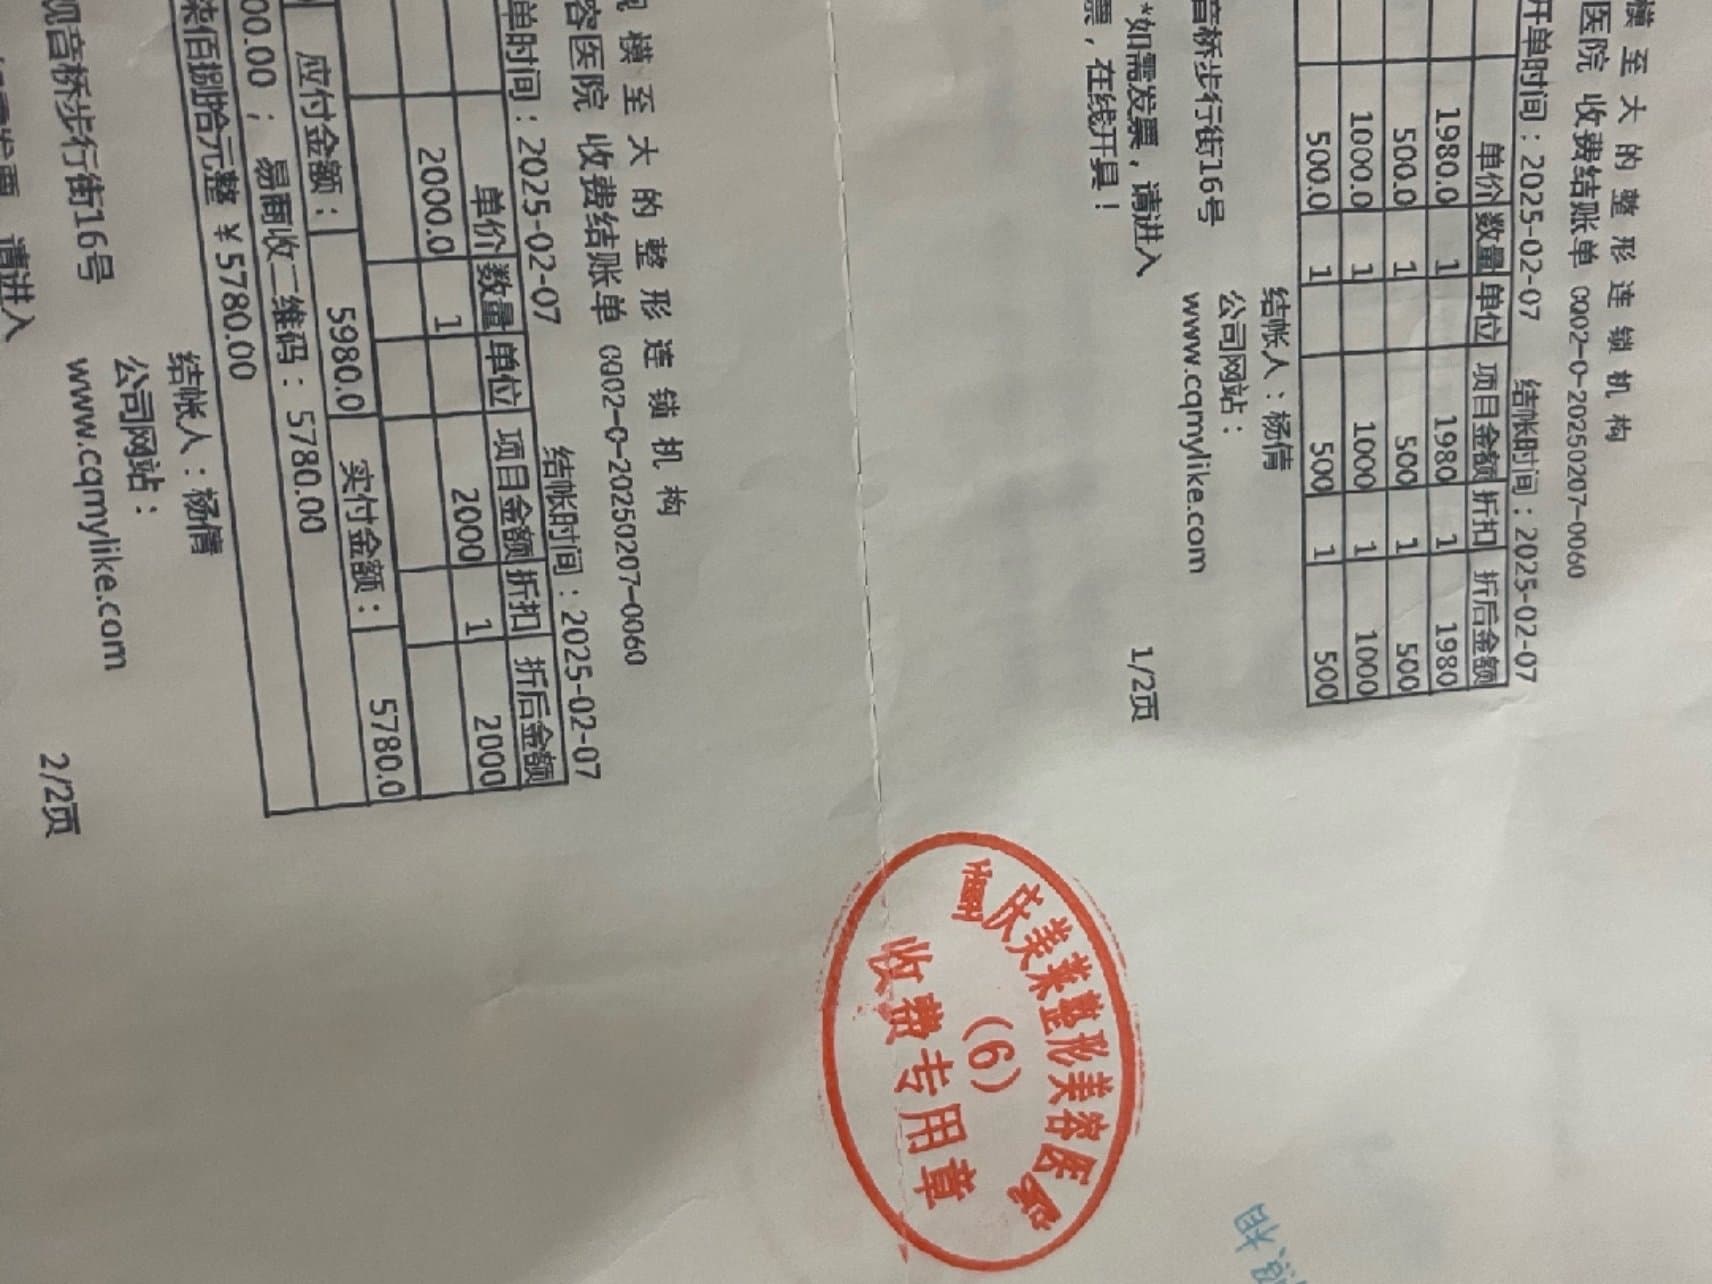 模 至 大 的 整 形 连 锁 机 构
医院 收费结账单 CQ02-0-20250207-0060
开单时间：2025-02-07 结帐时间：2025-02-07
单价 数量 单位 项目金额 折扣 折后金额
1980.0 1 1980 1 1980
500.0 1 500 1 500
1000.0 1 1000 1 1000
500.0 1 500 1 500
结帐人：杨倩
公司网站：
音桥步行街16号 www.cqmylike.com
*如需发票，请进入
票，在线开具！
1/2页
模 至 大 的 整 形 连 锁 机 构
容医院 收费结账单 CQ02-0-20250207-0060
单时间：2025-02-07 结帐时间：2025-02-07
单价 数量 单位 项目金额 折扣 折后金额
2000.0 1 2000 1 2000
应付金额： 5980.0 实付金额： 5780.0
00.00 ； 易商收二维码：5780.00
柒佰捌拾元整 ￥5780.00
结帐人：杨倩
公司网站：
观音桥步行街16号 www.cqmylike.com
请进入
2/2页
重庆美莱整形美容医院
(6)
收费专用章
相